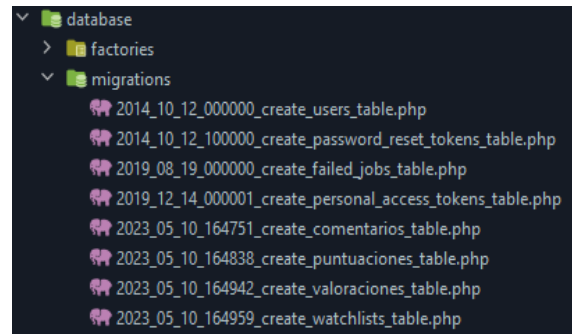 database
factories
migrations
2014_10_12_000000_create_users_table.php
2014_10_12_100000_create_password_reset_tokens_table.php
2019_08_19_000000_create_failed_jobs_table.php
2019_12_14_000001_create_personal_access_tokens_table.php
2023_05_10_164751_create_comentarios_table.php
2023_05_10_164838_create_puntuaciones_table.php
2023_05_10_164942_create_valoraciones_table.php
2023_05_10_164959_create_watchlists_table.php